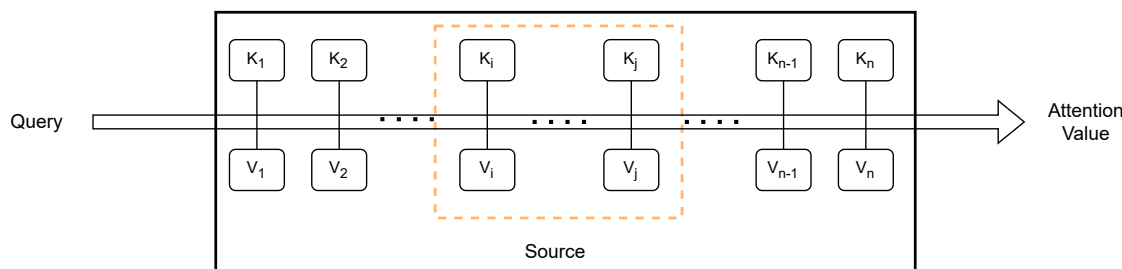 K₁ K₂ Kᵢ Kⱼ Kₙ₋₁ Kₙ
Query
Attention
Value
V₁ V₂ Vᵢ Vⱼ Vₙ₋₁ Vₙ
Source